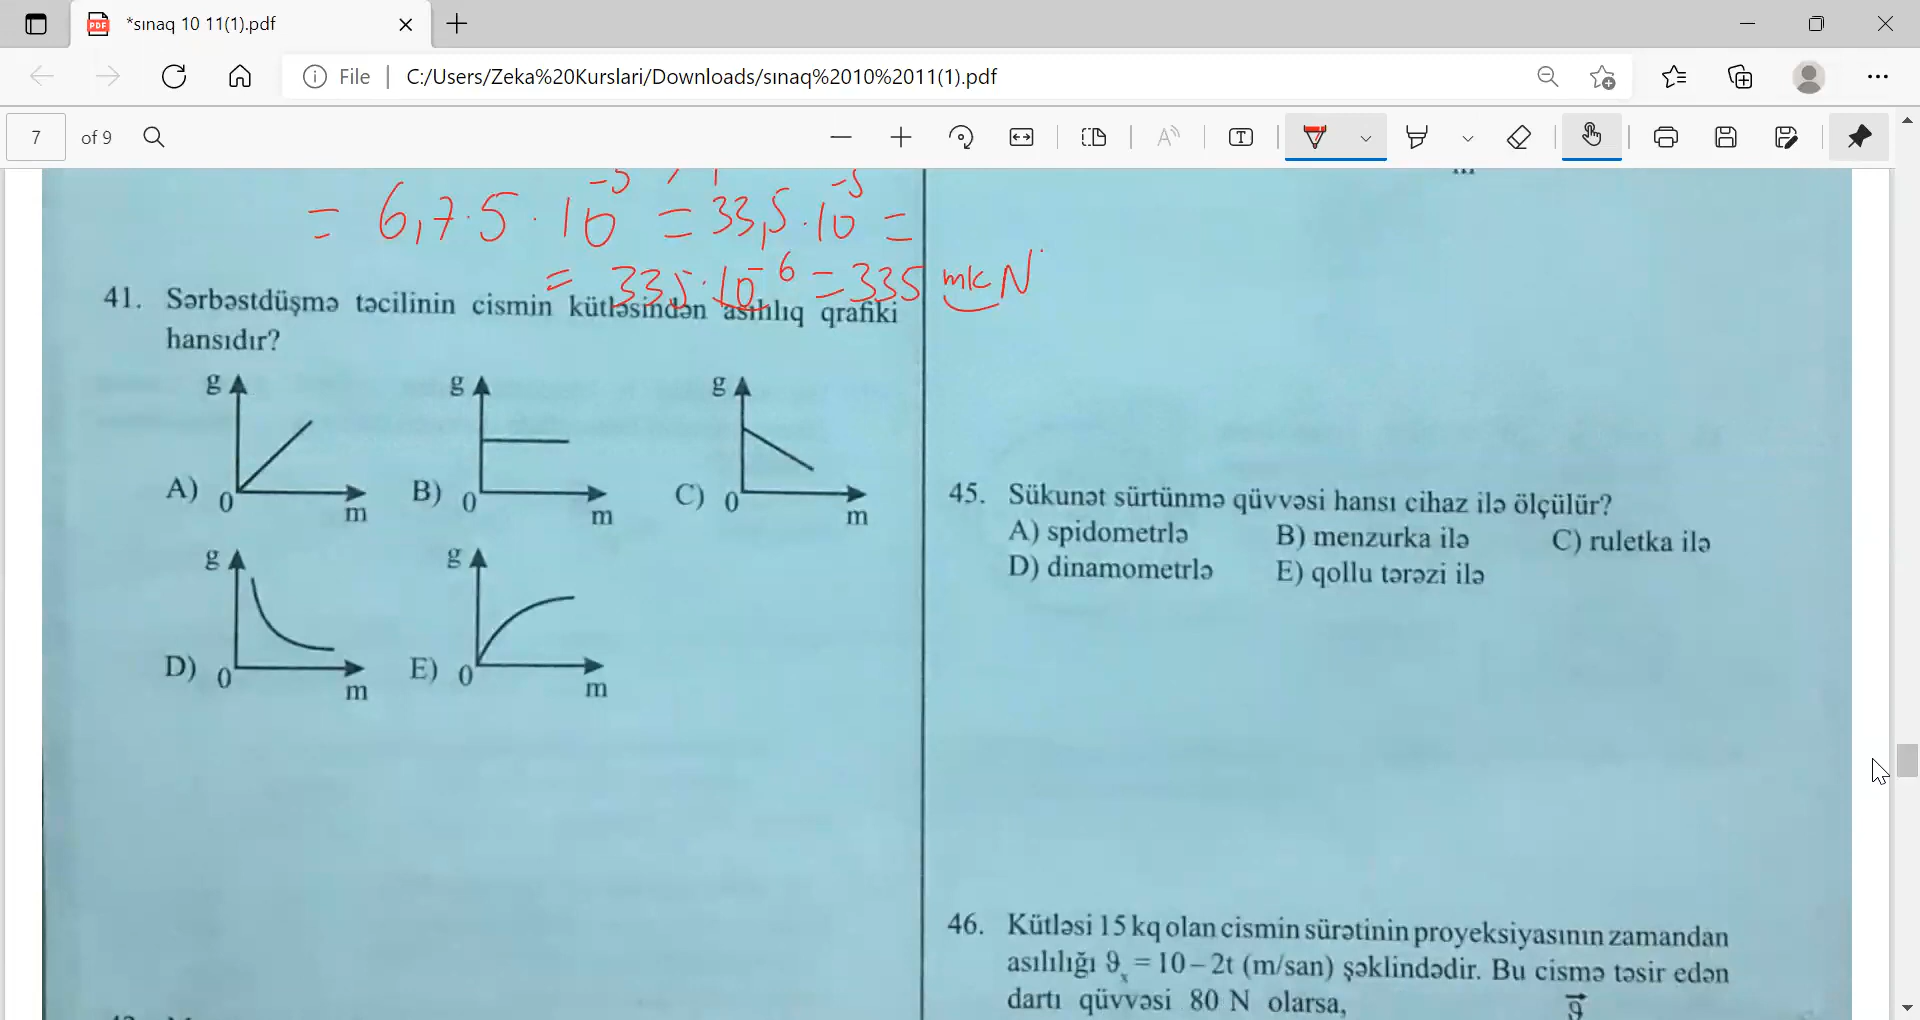 *sınaq 10 11(1).pdf
File | C:/Users/Zeka%20Kurslari/Downloads/sınaq%2010%2011(1).pdf
7 of 9
= 6,7·5·10⁻⁵ = 33,5·10⁻⁵ =
= 335·10⁻⁶ = 335 mkN
41. Sərbəstdüşmə təcilinin cismin kütləsindən asılılıq qrafiki
hansıdır?
g g g
A) 0 m B) 0 m C) 0 m
g g
D) 0 m E) 0 m
45. Sükunət sürtünmə qüvvəsi hansı cihaz ilə ölçülür?
A) spidometrlə B) menzurka ilə C) ruletka ilə
D) dinamometrlə E) qollu tərəzi ilə
46. Kütləsi 15 kq olan cismin sürətinin proyeksiyasının zamandan
asılılığı ϑₓ = 10 – 2t (m/san) şəklindədir. Bu cismə təsir edən
dartı qüvvəsi 80 N olarsa,